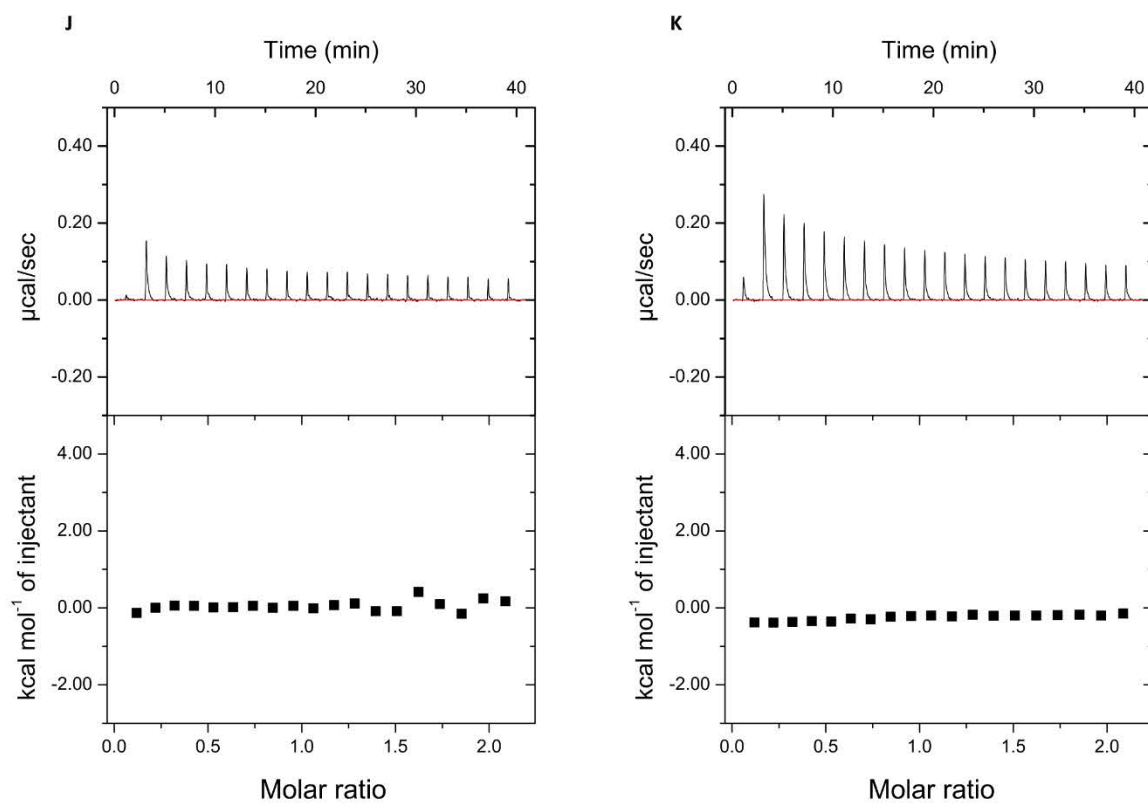 J
Time (min)
0 10 20 30 40
0.40
0.20
0.00
-0.20
µcal/sec
4.00
2.00
0.00
-2.00
kcal mol⁻¹ of injectant
0.0 0.5 1.0 1.5 2.0
Molar ratio
K
Time (min)
0 10 20 30 40
0.40
0.20
0.00
-0.20
µcal/sec
4.00
2.00
0.00
-2.00
kcal mol⁻¹ of injectant
0.0 0.5 1.0 1.5 2.0
Molar ratio